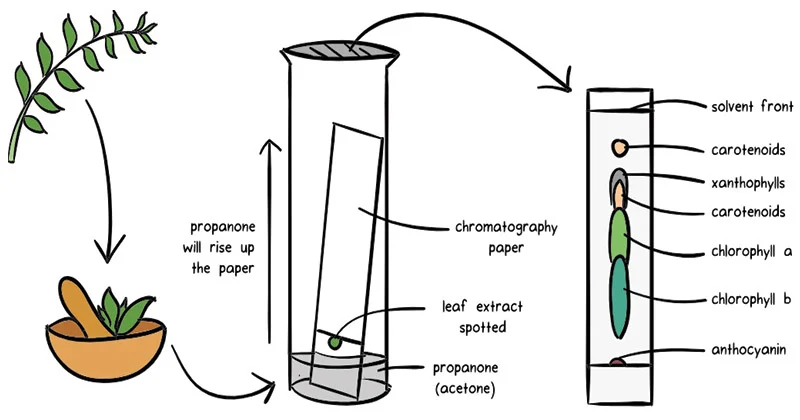 propanone
will rise up
the paper
chromatography
paper
leaf extract
spotted
propanone
(acetone)
solvent front
carotenoids
xanthophylls
carotenoids
chlorophyll a
chlorophyll b
anthocyanin